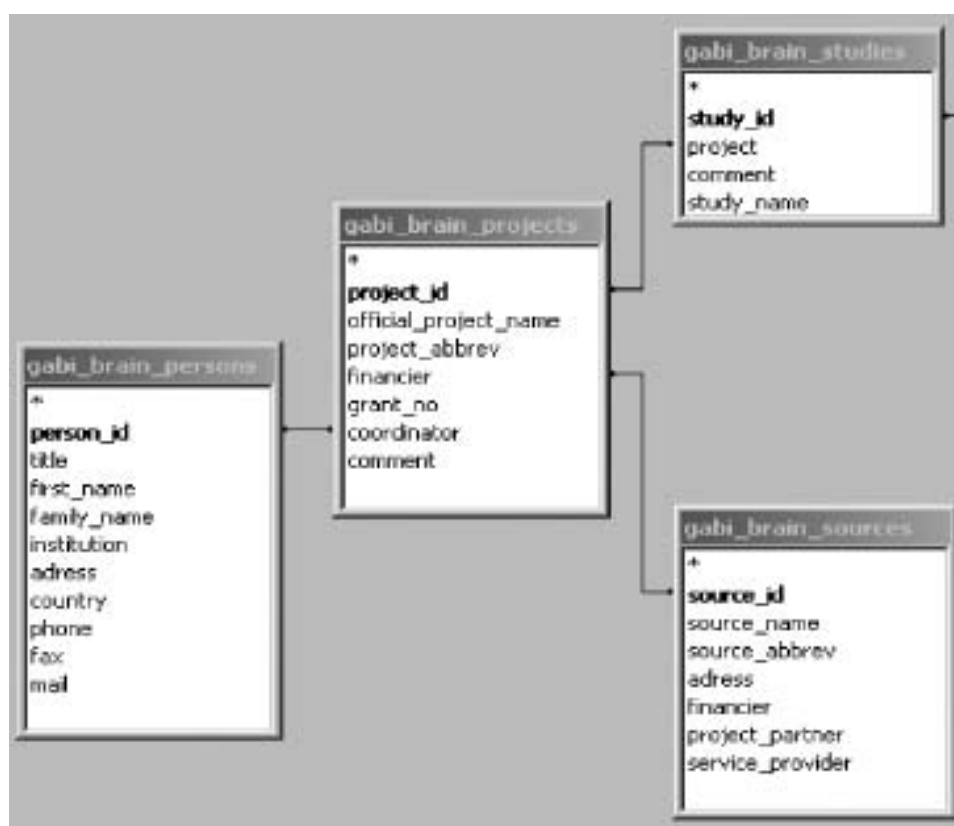 gabi_brain_studies
*
study_id
project
comment
study_name
gabi_brain_projects
*
project_id
official_project_name
project_abbrev
financier
grant_no
coordinator
comment
gabi_brain_persons
*
person_id
title
first_name
family_name
institution
adress
country
phone
fax
mail
gabi_brain_sources
*
source_id
source_name
source_abbrev
adress
financier
project_partner
service_provider